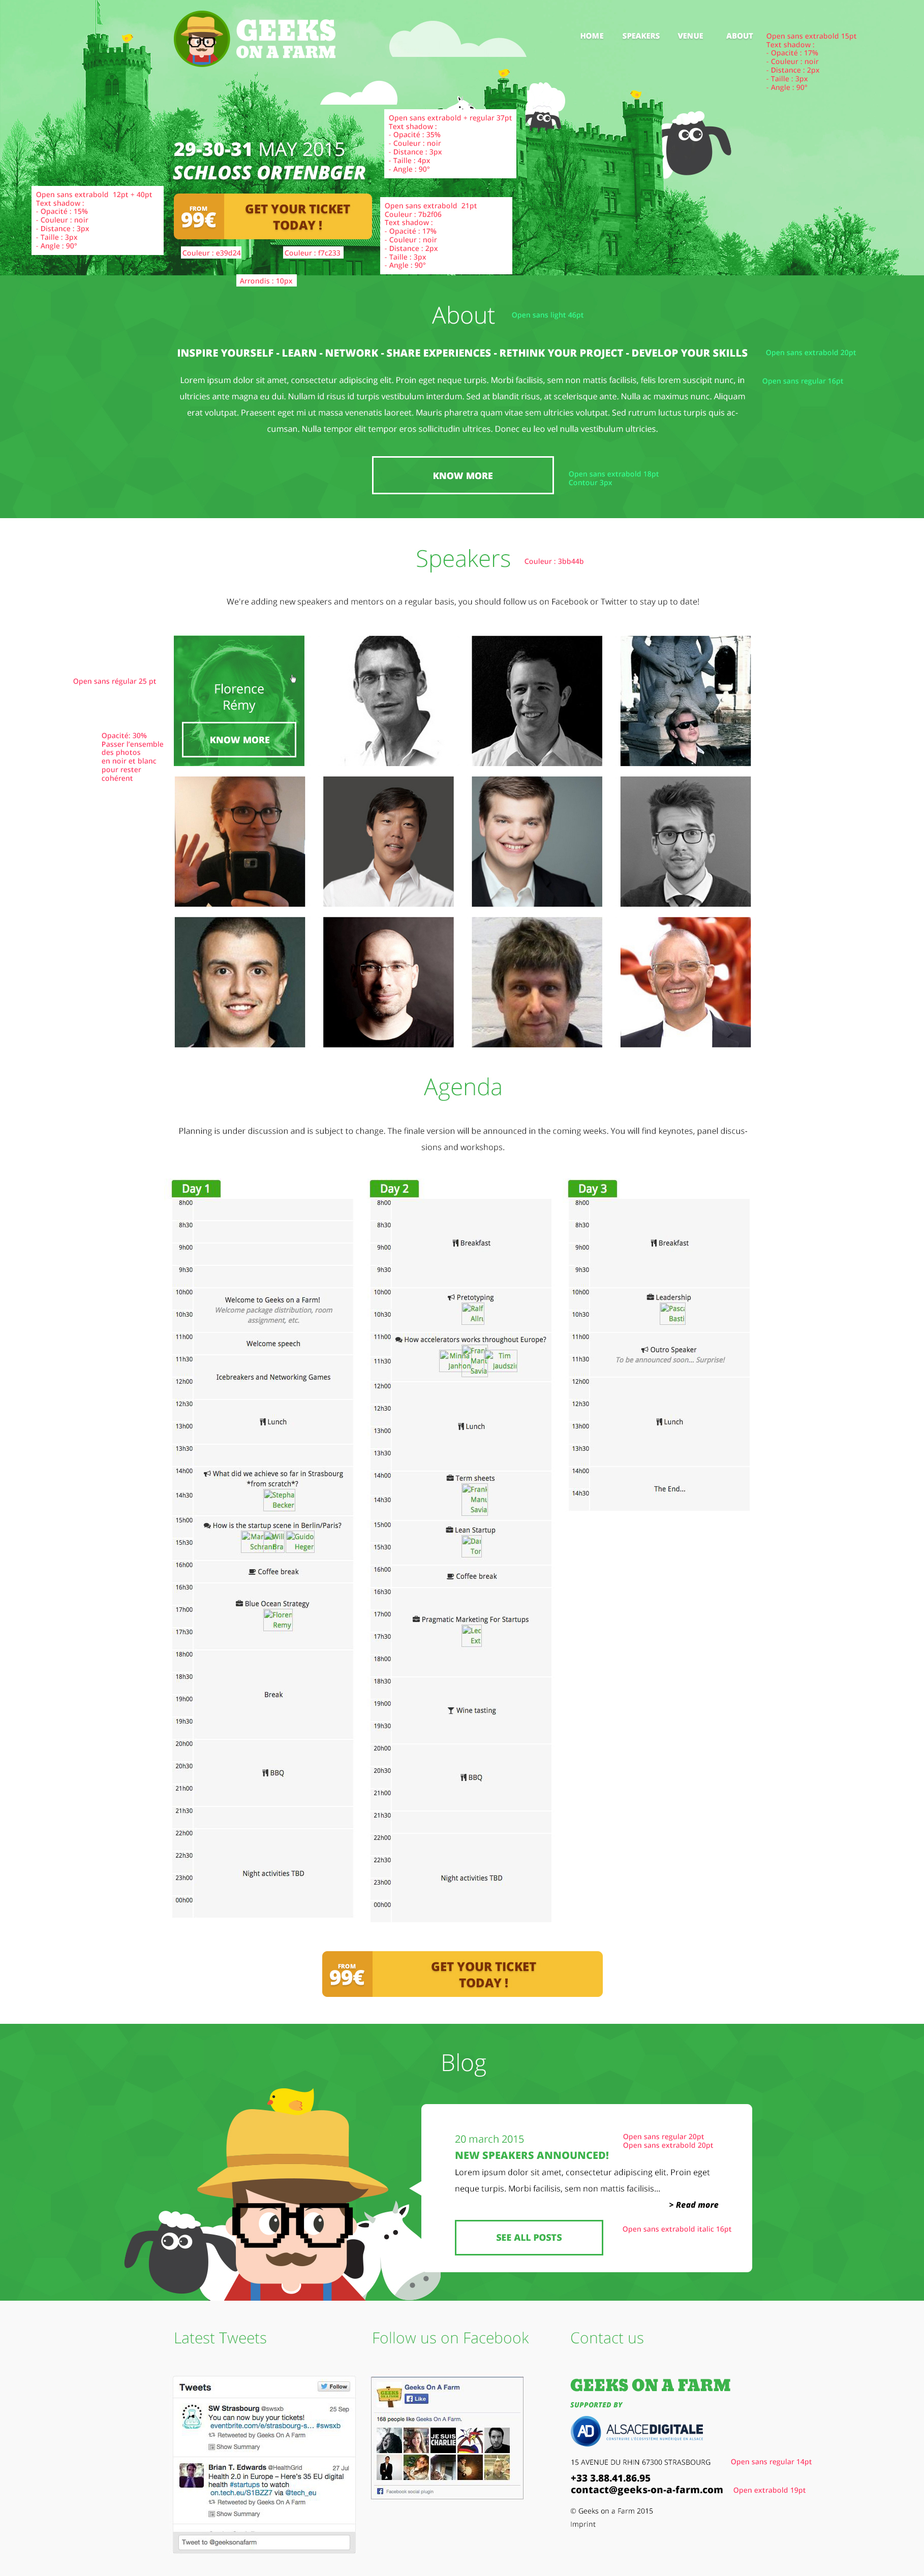 GEEKS
ON A FARM
HOME SPEAKERS VENUE ABOUT
Open sans extrabold 15pt
Text shadow :
- Opacité : 17%
- Couleur : noir
- Distance : 2px
- Taille : 3px
- Angle : 90°
Open sans extrabold + regular 37pt
Text shadow :
- Opacité : 35%
- Couleur : noir
- Distance : 3px
- Taille : 4px
- Angle : 90°
29-30-31 MAY 2015
SCHLOSS ORTENBGER
Open sans extrabold 12pt + 40pt
Text shadow :
- Opacité : 15%
- Couleur : noir
- Distance : 3px
- Taille : 3px
- Angle : 90°
FROM
99€
GET YOUR TICKET
TODAY !
Open sans extrabold 21pt
Couleur : 7b2f06
Text shadow :
- Opacité : 17%
- Couleur : noir
- Distance : 2px
- Taille : 3px
- Angle : 90°
Couleur : e39d24
Couleur : f7c233
Arrondis : 10px
About
Open sans light 46pt
INSPIRE YOURSELF - LEARN - NETWORK - SHARE EXPERIENCES - RETHINK YOUR PROJECT - DEVELOP YOUR SKILLS
Open sans extrabold 20pt
Lorem ipsum dolor sit amet, consectetur adipiscing elit. Proin eget neque turpis. Morbi facilisis, sem non mattis facilisis, felis lorem suscipit nunc, in
ultricies ante magna eu dui. Nullam id risus id turpis vestibulum interdum. Sed at blandit risus, at scelerisque ante. Nulla ac maximus nunc. Aliquam
erat volutpat. Praesent eget mi ut massa venenatis laoreet. Mauris pharetra quam vitae sem ultricies volutpat. Sed rutrum luctus turpis quis ac-
cumsan. Nulla tempor elit tempor eros sollicitudin ultrices. Donec eu leo vel nulla vestibulum ultricies.
Open sans regular 16pt
KNOW MORE
Open sans extrabold 18pt
Contour 3px
Speakers
Couleur : 3bb44b
We're adding new speakers and mentors on a regular basis, you should follow us on Facebook or Twitter to stay up to date!
Open sans régular 25 pt
Florence
Rémy
KNOW MORE
Opacité: 30%
Passer l'ensemble
des photos
en noir et blanc
pour rester
cohérent
Agenda
Planning is under discussion and is subject to change. The finale version will be announced in the coming weeks. You will find keynotes, panel discus-
sions and workshops.
Day 1
8h00
8h30
9h00
9h30
10h00
Welcome to Geeks on a Farm!
Welcome package distribution, room
assignment, etc.
10h30
11h00
Welcome speech
11h30
Icebreakers and Networking Games
12h00
12h30
Lunch
13h00
13h30
14h00
What did we achieve so far in Strasbourg
*from scratch*?
14h30
Stepha
Becker
15h00
How is the startup scene in Berlin/Paris?
15h30
Guido
Heger
16h00
Coffee break
16h30
Blue Ocean Strategy
17h00
Floren
Remy
17h30
18h00
18h30
Break
19h00
19h30
20h00
20h30
BBQ
21h00
21h30
22h00
22h30
Night activities TBD
23h00
00h00
Day 2
8h00
8h30
Breakfast
9h00
9h30
10h00
Pretotyping
10h30
Ralf
Alln
11h00
How accelerators works throughout Europe?
11h30
Tim
Jaudszi
12h00
12h30
Lunch
13h00
13h30
14h00
Term sheets
14h30
Frank
Manu
Savia
15h00
Lean Startup
15h30
Da
Tor
16h00
Coffee break
16h30
17h00
Pragmatic Marketing For Startups
17h30
Lec
Ext
18h00
18h30
19h00
Wine tasting
19h30
20h00
20h30
BBQ
21h00
21h30
22h00
22h30
Night activities TBD
23h00
00h00
Day 3
8h00
8h30
Breakfast
9h00
9h30
10h00
Leadership
10h30
Pasca
Basti
11h00
Outro Speaker
11h30
To be announced soon... Surprise!
12h00
12h30
Lunch
13h00
13h30
14h00
The End...
14h30
FROM
99€
GET YOUR TICKET
TODAY !
Blog
20 march 2015
NEW SPEAKERS ANNOUNCED!
Open sans regular 20pt
Open sans extrabold 20pt
Lorem ipsum dolor sit amet, consectetur adipiscing elit. Proin eget
neque turpis. Morbi facilisis, sem non mattis facilisis...
> Read more
SEE ALL POSTS
Open sans extrabold italic 16pt
Latest Tweets
Tweets
Follow
SW Strasbourg @swsxb 25 Sep
You can now buy your tickets!
eventbrite.com/e/strasbourg-s... #swsxb
Retweeted by Geeks On A Farm
Show Summary
Brian T. Edwards @HealthGrid 27 Jul
Health 2.0 in Europe – Here's 35 EU digital
health #startups to watch
on.tech.eu/S1BZZ7 via @tech_eu
Retweeted by Geeks On A Farm
Show Summary
Tweet to @geeksonafarm
Follow us on Facebook
Geeks On A Farm
Like
168 people like Geeks On A Farm.
JE SUIS
CHARLIE
Facebook social plugin
Contact us
GEEKS ON A FARM
SUPPORTED BY
AD
ALSACEDIGITALE
15 AVENUE DU RHIN 67300 STRASBOURG
Open sans regular 14pt
+33 3.88.41.86.95
contact@geeks-on-a-farm.com
Open extrabold 19pt
© Geeks on a Farm 2015
Imprint